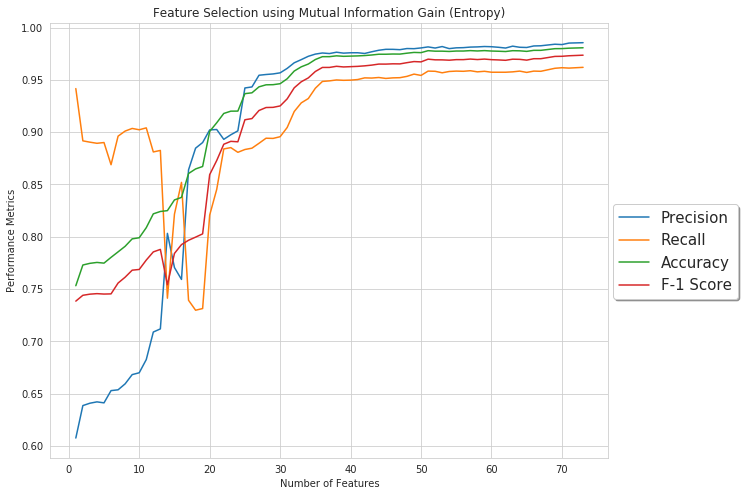 Feature Selection using Mutual Information Gain (Entropy)
1.00
0.95
0.90
0.85
0.80
0.75
0.70
0.65
0.60
Performance Metrics
0 10 20 30 40 50 60 70
Number of Features
Precision
Recall
Accuracy
F-1 Score